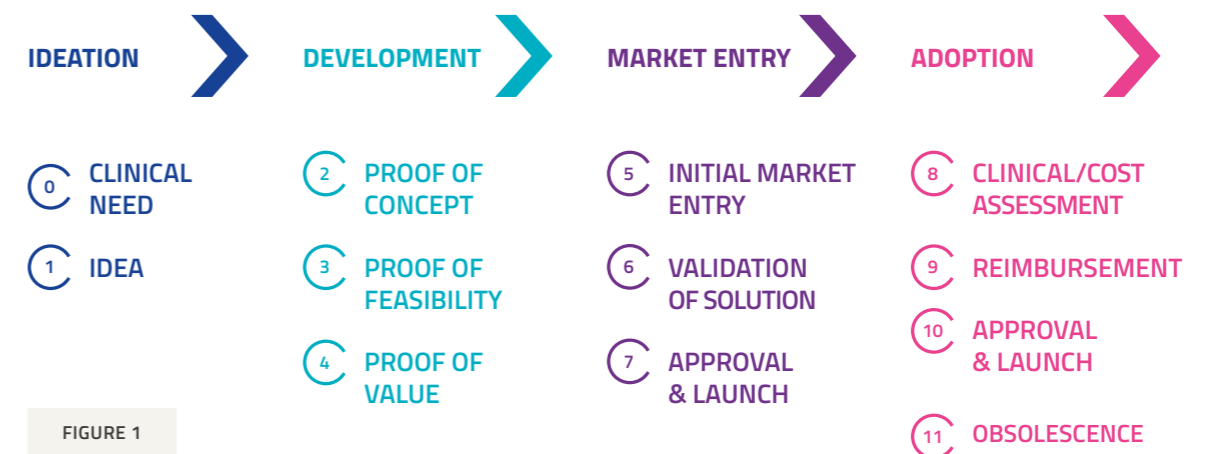 IDEATION
0
CLINICAL
NEED
1
IDEA
DEVELOPMENT
2
PROOF OF
CONCEPT
3
PROOF OF
FEASIBILITY
4
PROOF OF
VALUE
MARKET ENTRY
5
INITIAL MARKET
ENTRY
6
VALIDATION
OF SOLUTION
7
APPROVAL
& LAUNCH
ADOPTION
8
CLINICAL/COST
ASSESSMENT
9
REIMBURSEMENT
10
APPROVAL
& LAUNCH
11
OBSOLESCENCE
FIGURE 1